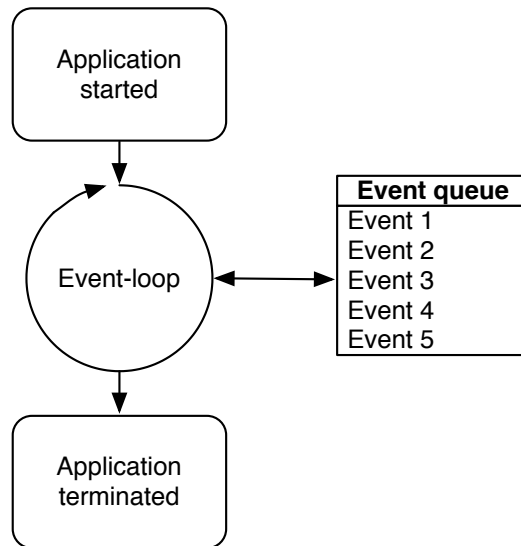 Application
started
Event-loop
Event queue
Event 1
Event 2
Event 3
Event 4
Event 5
Application
terminated